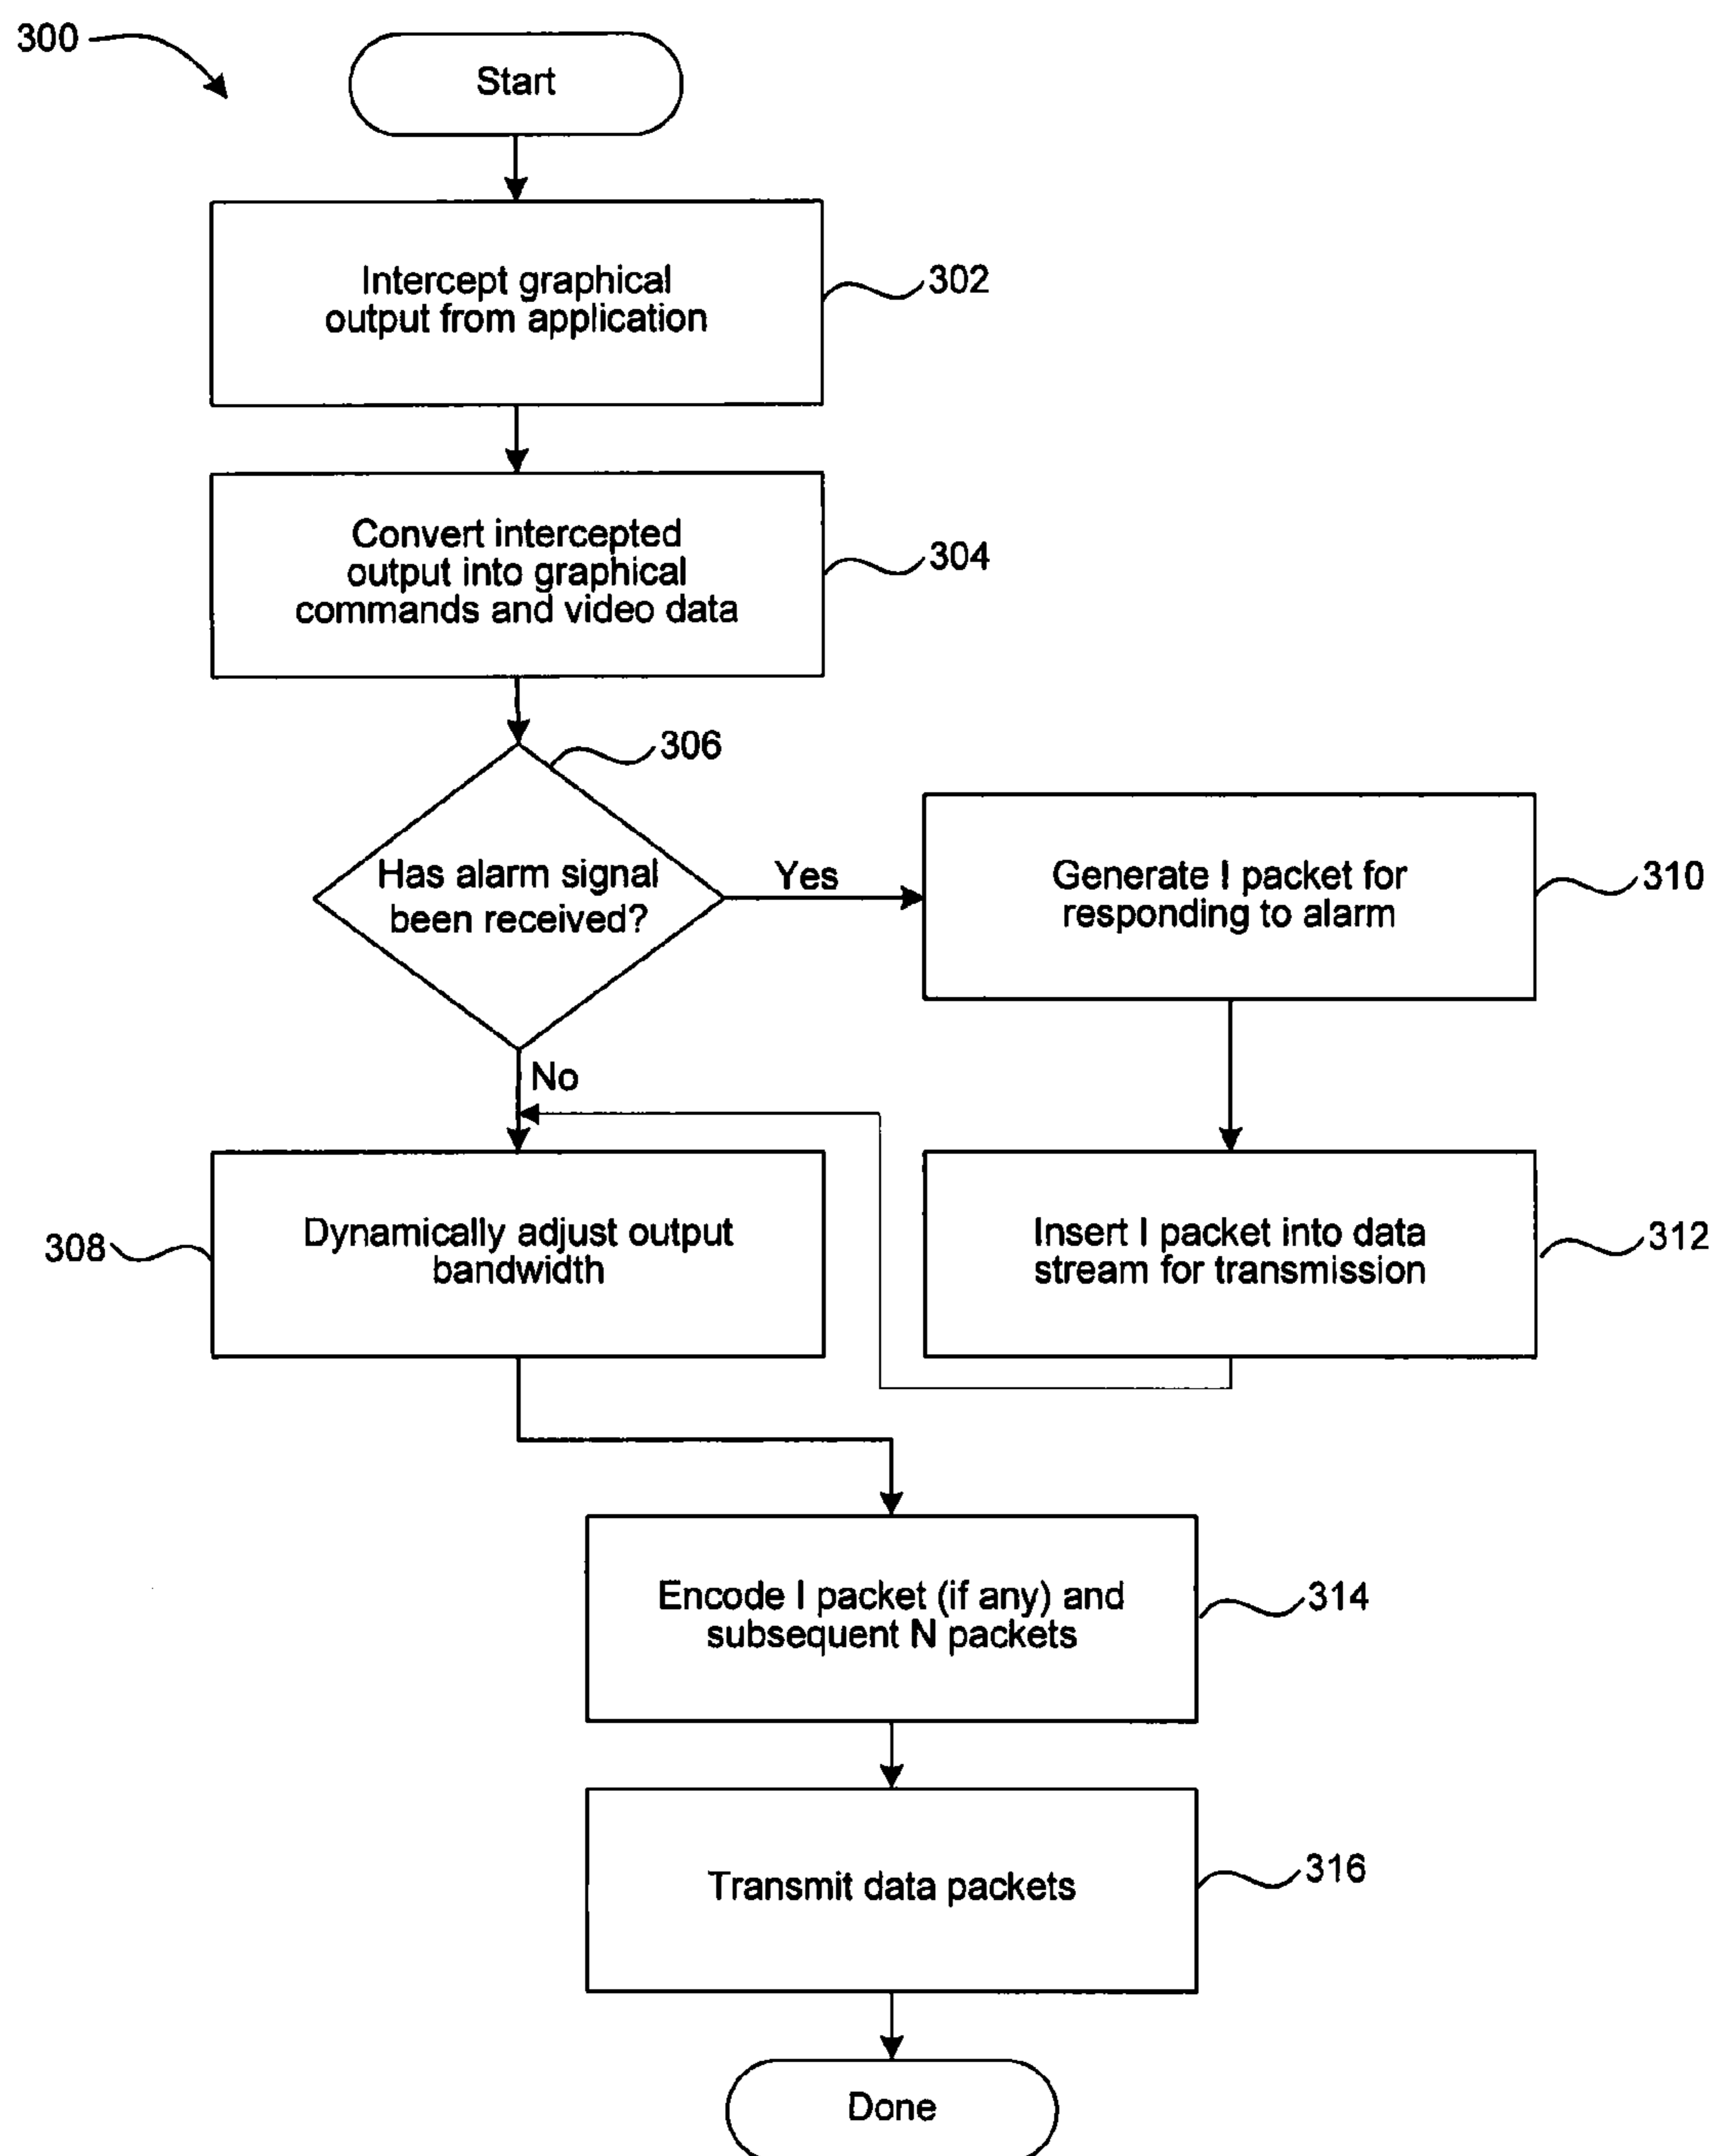 300
Start
Intercept graphical
output from application
302
Convert intercepted
output into graphical
commands and video data
304
306
Has alarm signal
been received?
Yes
Generate I packet for
responding to alarm
310
No
308
Dynamically adjust output
bandwidth
Insert I packet into data
stream for transmission
312
Encode I packet (if any) and
subsequent N packets
314
Transmit data packets
316
Done